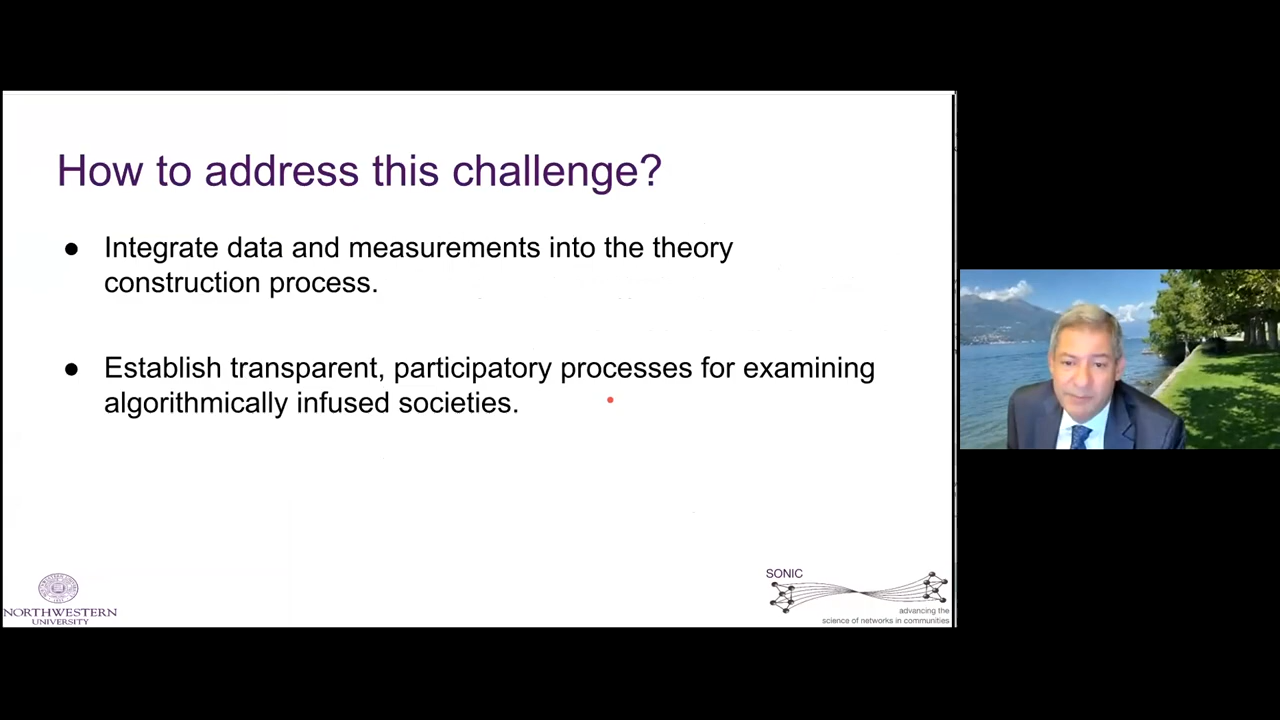 How to address this challenge?
● Integrate data and measurements into the theory
construction process.
● Establish transparent, participatory processes for examining
algorithmically infused societies.
NORTHWESTERN
UNIVERSITY
SONIC
advancing the
science of networks in communities